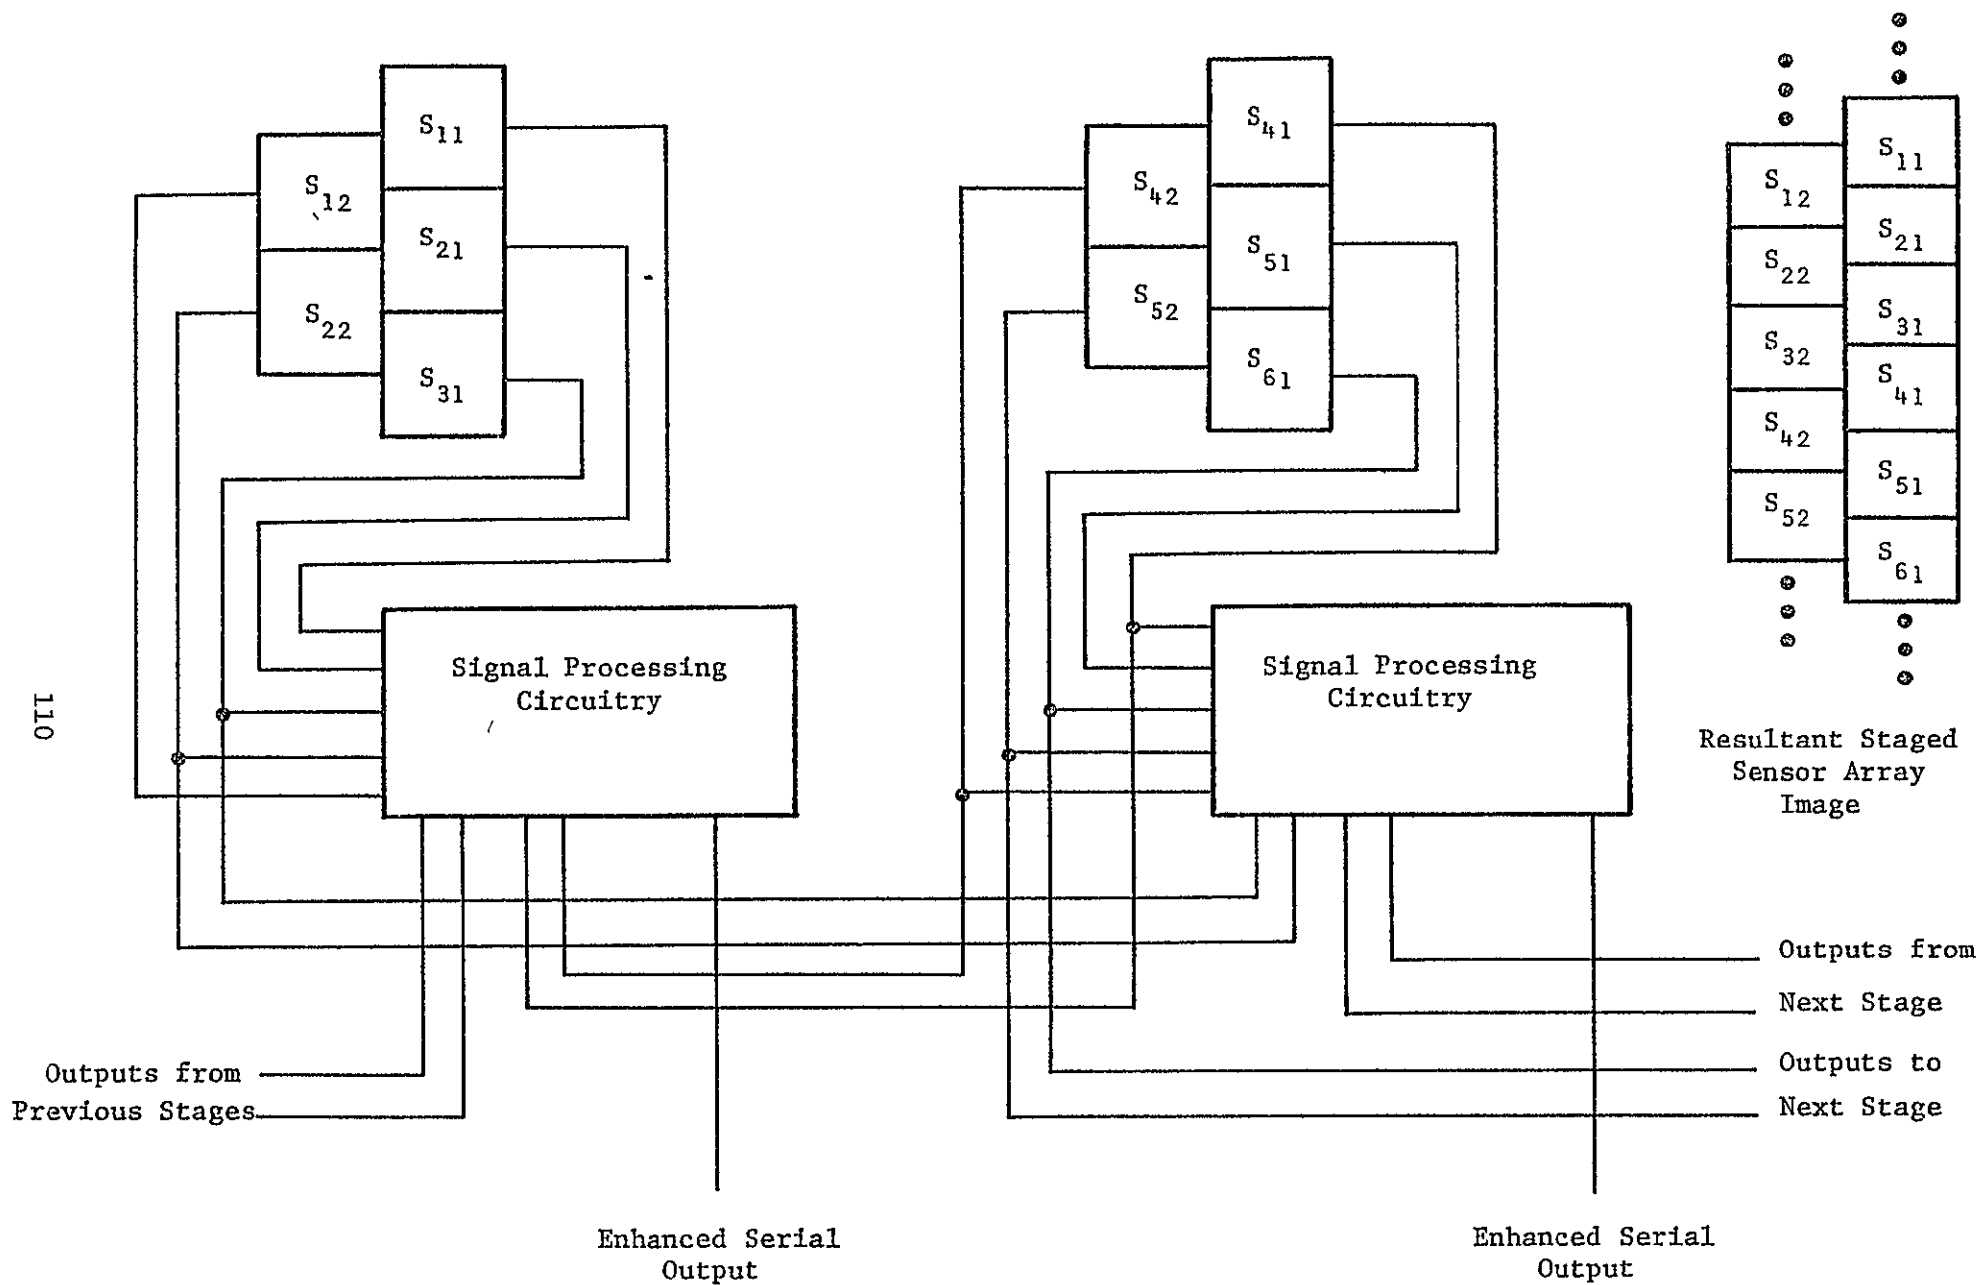 S11
S12
S21
S22
S31
S41
S42
S51
S52
S61
S11
S12
S21
S22
S31
S32
S41
S42
S51
S52
S61
Signal Processing
Circuitry
Signal Processing
Circuitry
110
Resultant Staged
Sensor Array
Image
Outputs from
Next Stage
Outputs to
Next Stage
Outputs from
Previous Stages
Enhanced Serial
Output
Enhanced Serial
Output